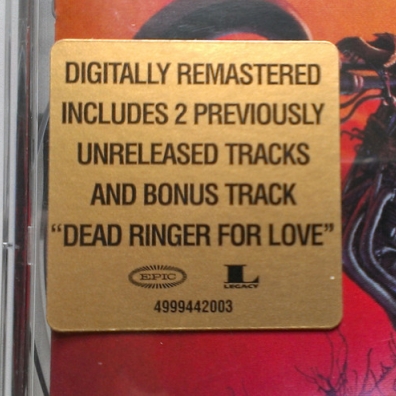 DIGITALLY REMASTERED
INCLUDES 2 PREVIOUSLY
UNRELEASED TRACKS
AND BONUS TRACK
"DEAD RINGER FOR LOVE"
EPIC L LEGACY
4999442003